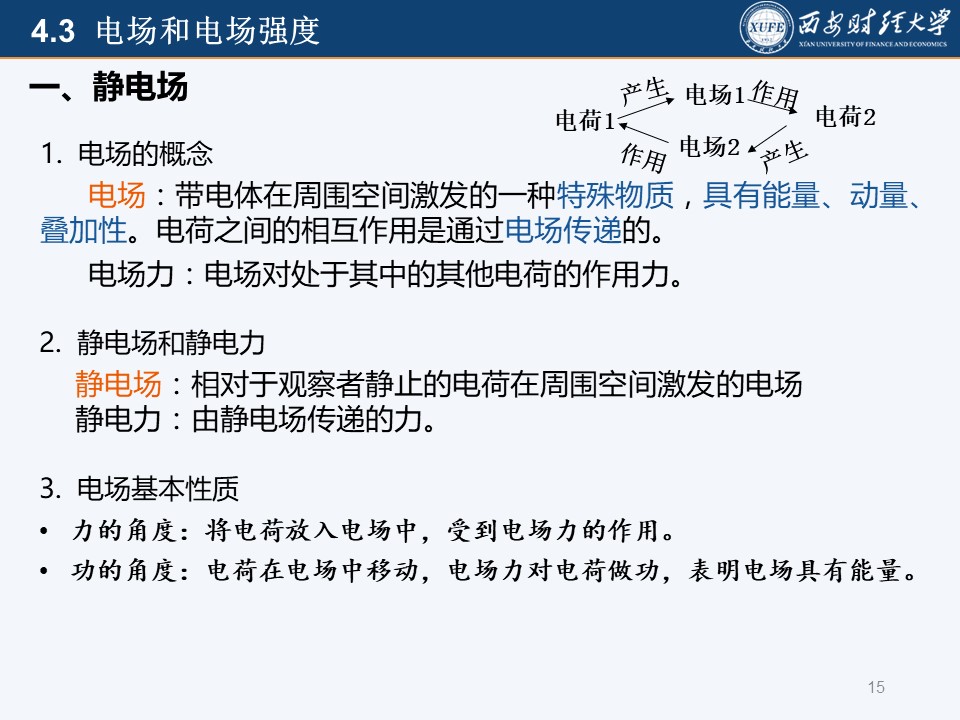 4.3 电场和电场强度
XUFE
西安财经大学
XI'AN UNIVERSITY OF FINANCE AND ECONOMICS
一、静电场
产生 电场1 作用
电荷1 电荷2
作用 电场2 产生
1. 电场的概念
电场：带电体在周围空间激发的一种特殊物质，具有能量、动量、
叠加性。电荷之间的相互作用是通过电场传递的。
电场力：电场对处于其中的其他电荷的作用力。
2. 静电场和静电力
静电场：相对于观察者静止的电荷在周围空间激发的电场
静电力：由静电场传递的力。
3. 电场基本性质
• 力的角度：将电荷放入电场中，受到电场力的作用。
• 功的角度：电荷在电场中移动，电场力对电荷做功，表明电场具有能量。
15